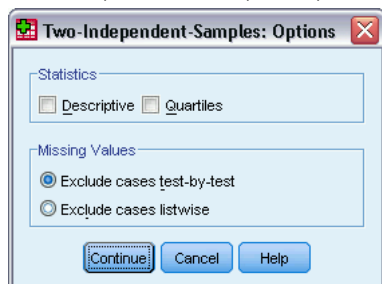 Two-Independent-Samples: Options
Statistics
Descriptive Quartiles
Missing Values
Exclude cases test-by-test
Exclude cases listwise
Continue Cancel Help